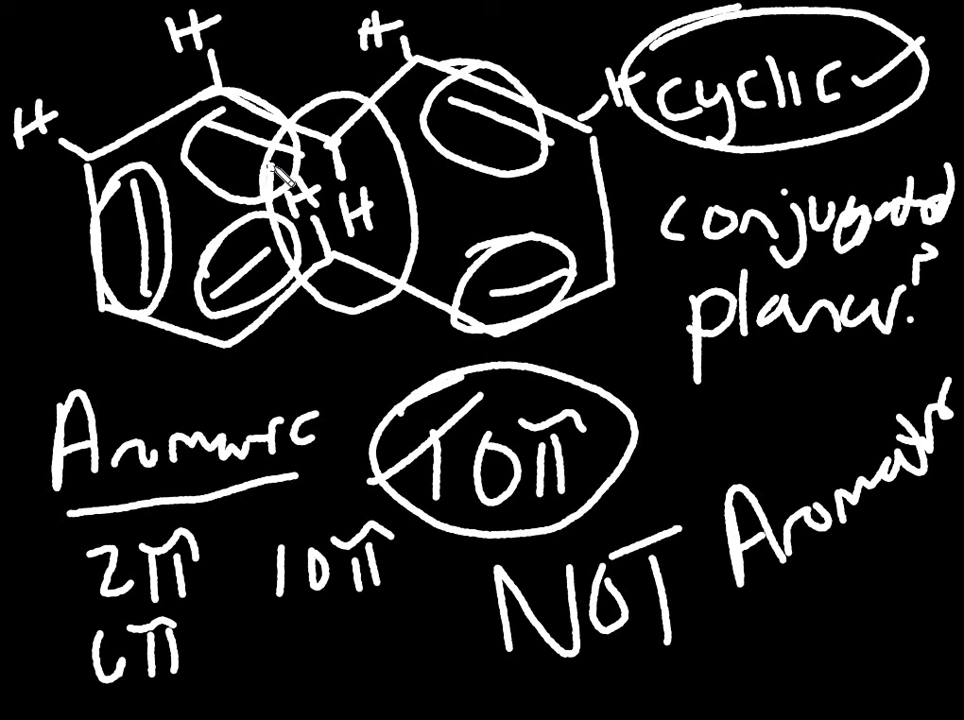 H
H
H
H
H
H
cyclic ✓
conjugated
planar?
Aromatic
10π
2π
10π
6π
NOT Aromatic